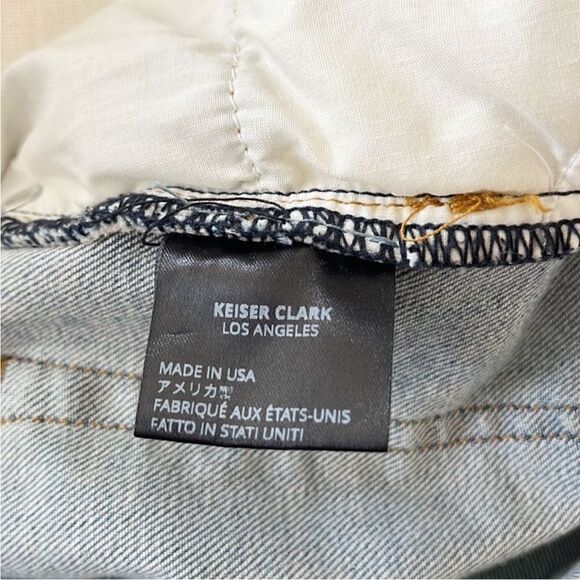 KEISER CLARK
LOS ANGELES
MADE IN USA
アメリカ製
FABRIQUÉ AUX ÉTATS-UNIS
FATTO IN STATI UNITI